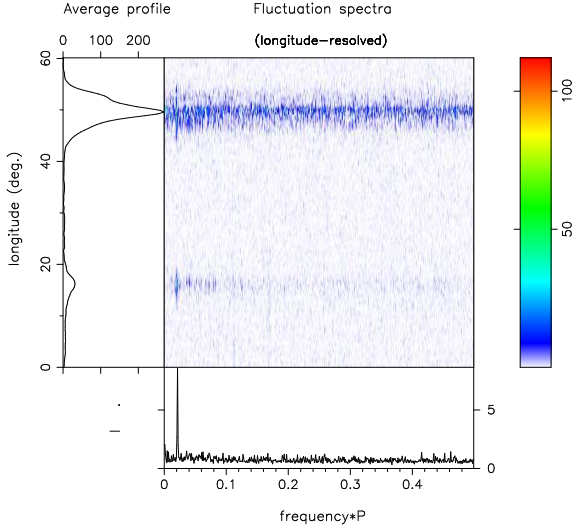 Average profile Fluctuation spectra
0 100 200 (longitude−resolved)
60
100
40
longitude (deg.)
50
20
0
5
0
0 0.1 0.2 0.3 0.4
frequency*P